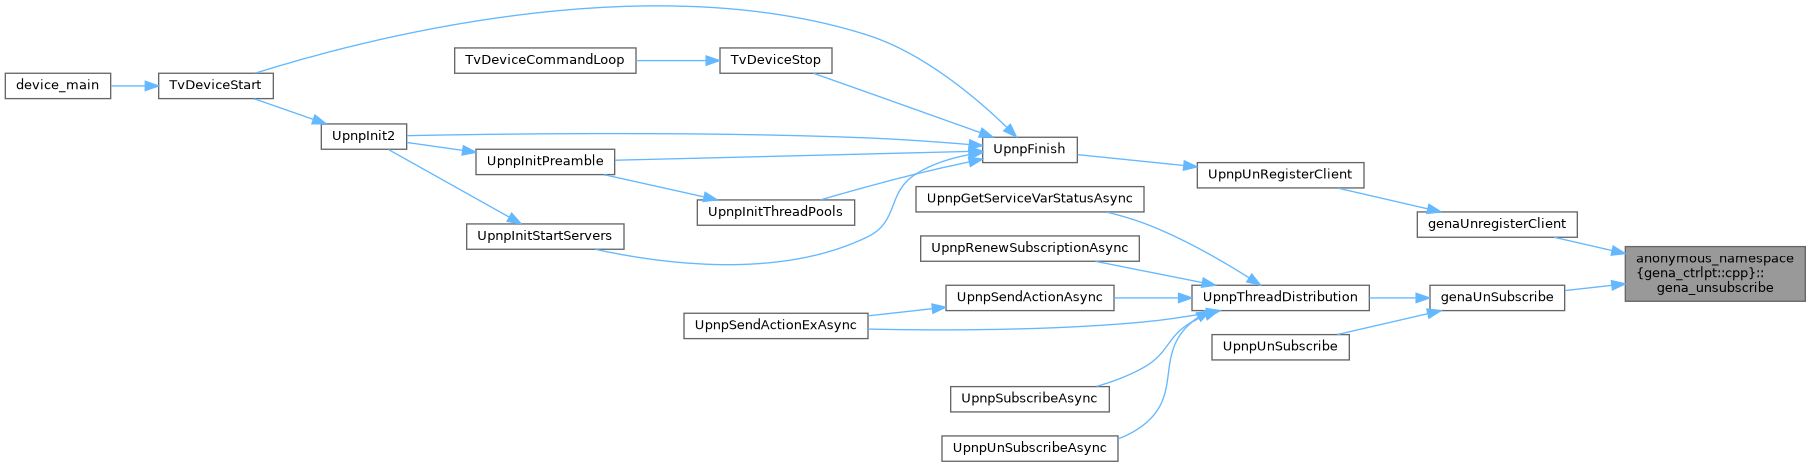 device_main
TvDeviceStart
TvDeviceCommandLoop
TvDeviceStop
UpnpInit2
UpnpInitPreamble
UpnpInitThreadPools
UpnpInitStartServers
UpnpFinish
UpnpUnRegisterClient
genaUnregisterClient
anonymous_namespace
{gena_ctrlpt::cpp}::
gena_unsubscribe
UpnpGetServiceVarStatusAsync
UpnpRenewSubscriptionAsync
UpnpSendActionAsync
UpnpSendActionExAsync
UpnpThreadDistribution
genaUnSubscribe
UpnpUnSubscribe
UpnpSubscribeAsync
UpnpUnSubscribeAsync